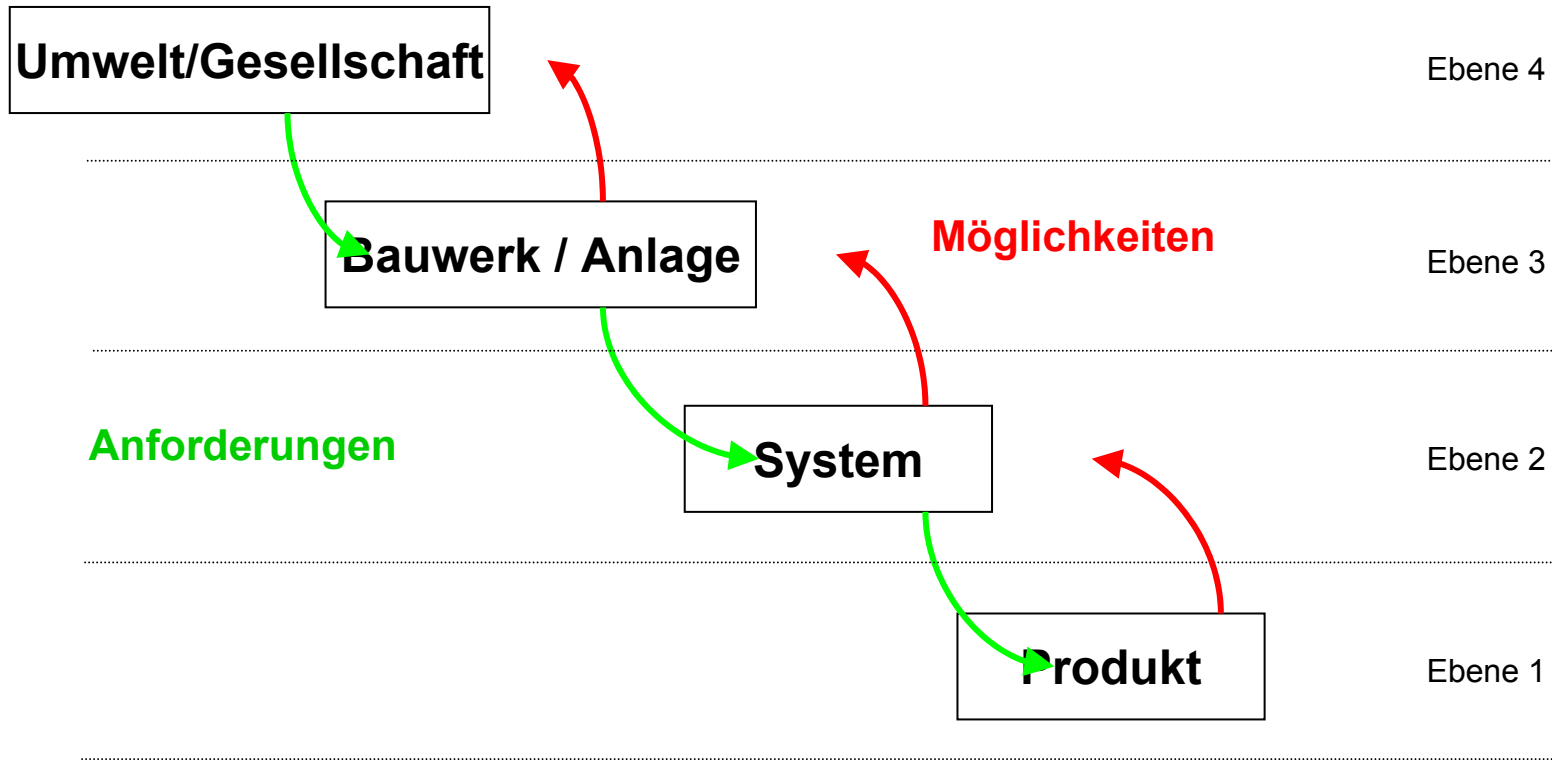 Umwelt/Gesellschaft
Ebene 4
Bauwerk / Anlage
Möglichkeiten
Ebene 3
Anforderungen
System
Ebene 2
Produkt
Ebene 1